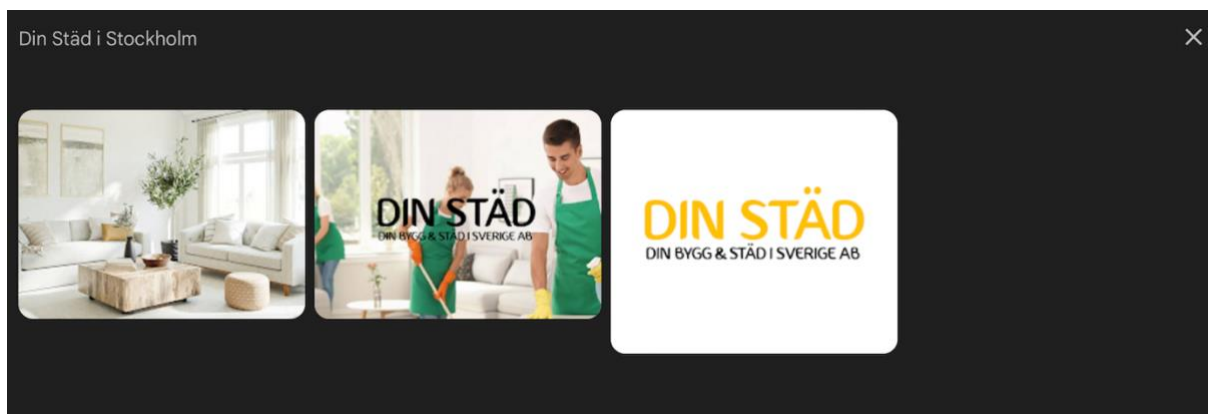 Din Städ i Stockholm
DIN STÄD
DIN BYGG & STÄD I SVERIGE AB
DIN STÄD
DIN BYGG & STÄD I SVERIGE AB